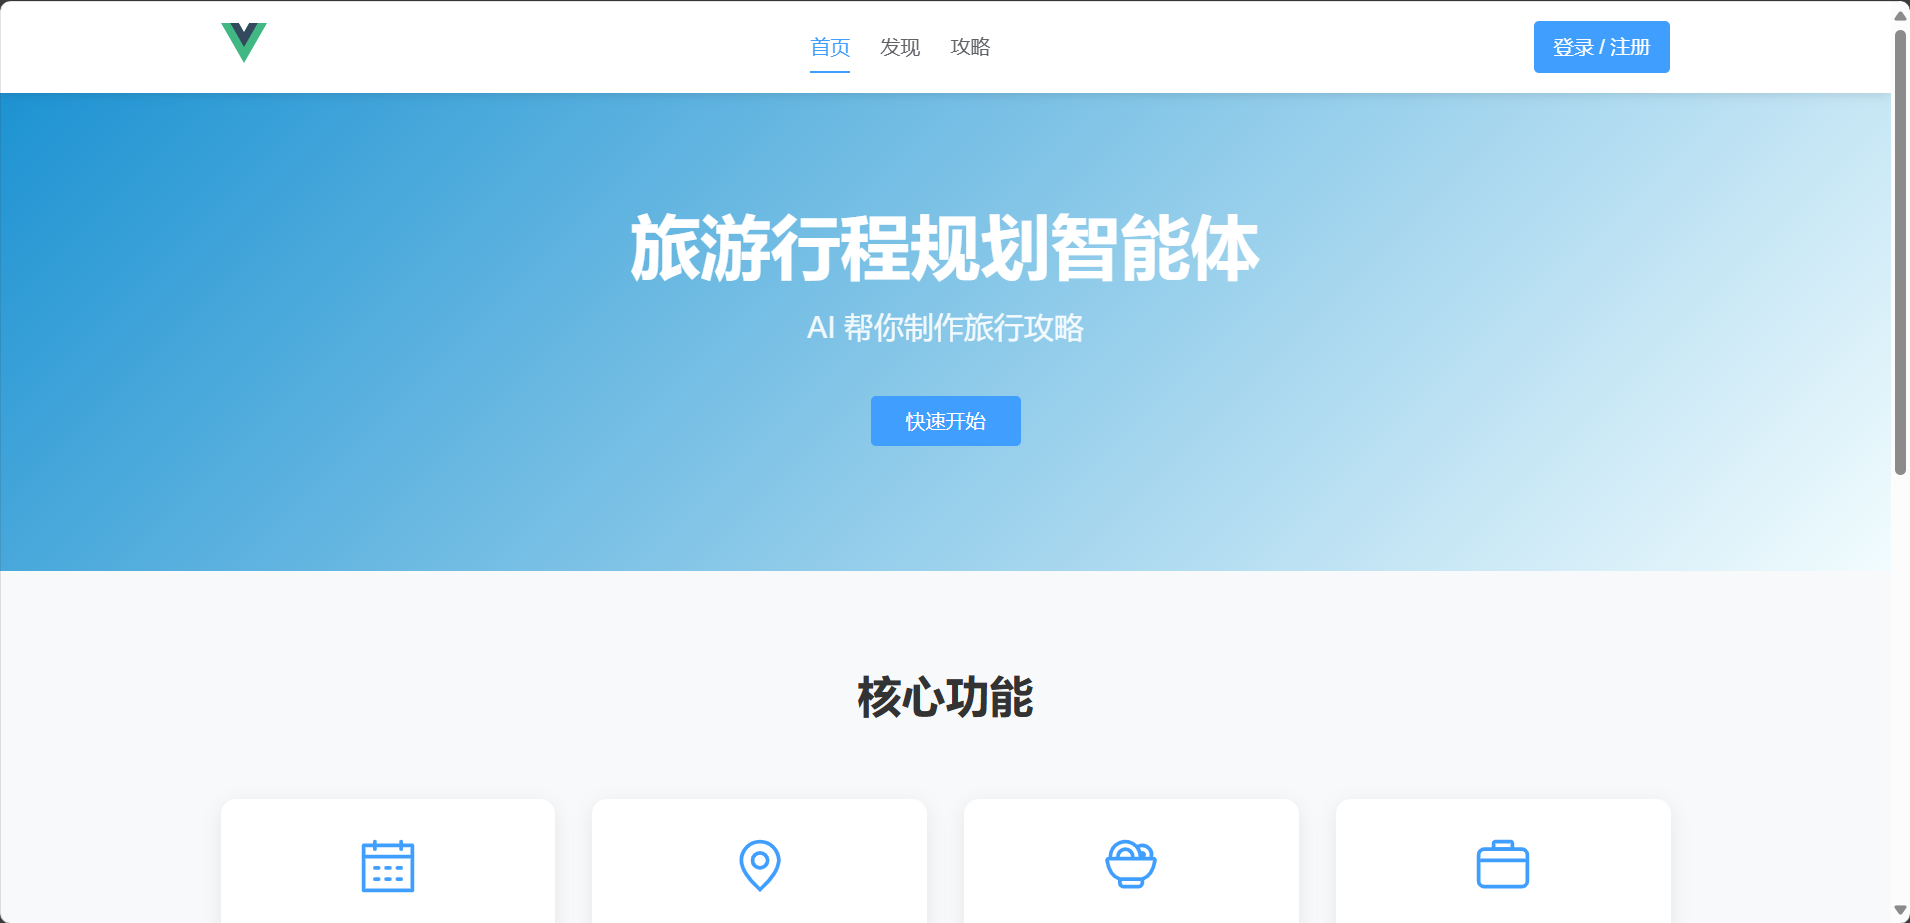 首页
发现
攻略
登录 / 注册
旅游行程规划智能体
AI 帮你制作旅行攻略
快速开始
核心功能